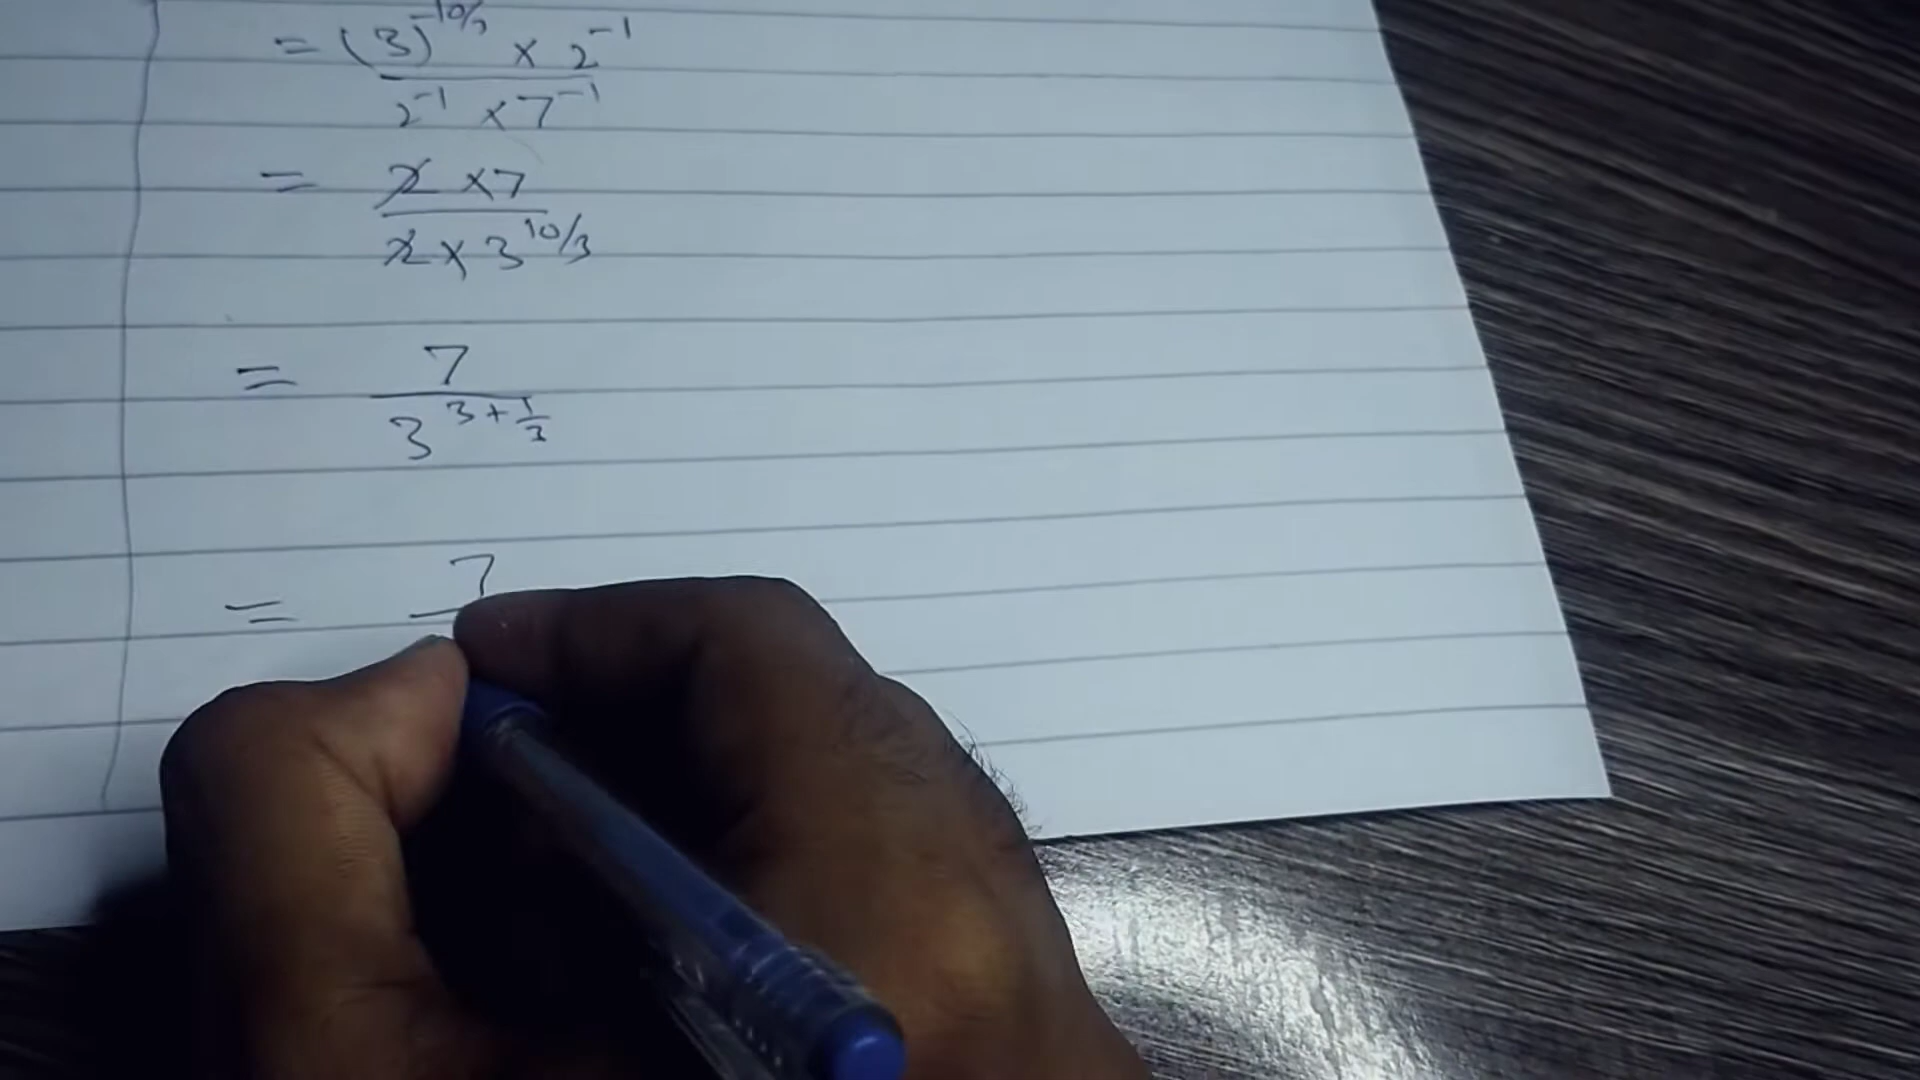 = (3)^-10/3 × 2^-1
2^-1 × 7^-1
= 2 × 7
2 × 3^10/3
= 7
3^3+1/3
= 7